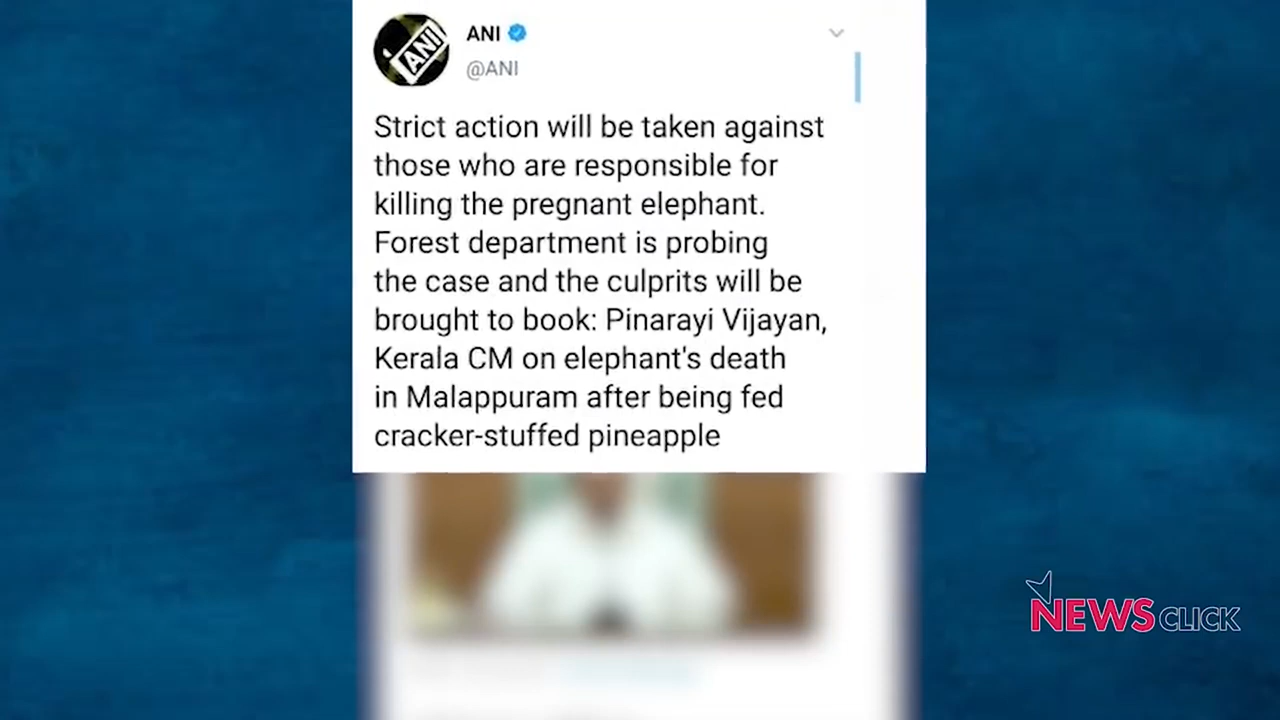 ANI
ANI
@ANI
Strict action will be taken against
those who are responsible for
killing the pregnant elephant.
Forest department is probing
the case and the culprits will be
brought to book: Pinarayi Vijayan,
Kerala CM on elephant's death
in Malappuram after being fed
cracker-stuffed pineapple
NEWSCLICK